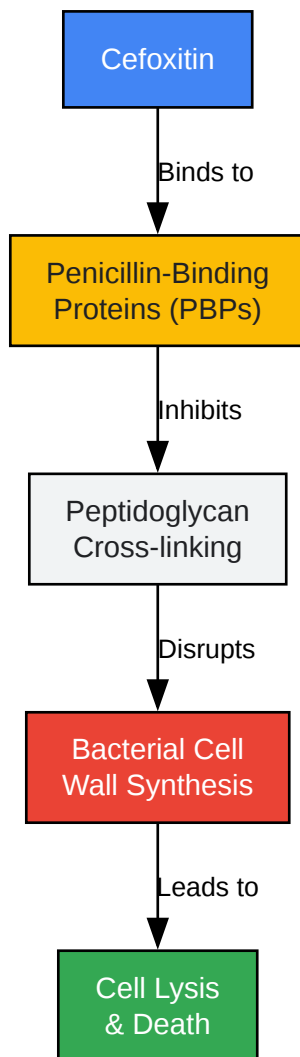 Cefoxitin
Binds to
Penicillin-Binding
Proteins (PBPs)
Inhibits
Peptidoglycan
Cross-linking
Disrupts
Bacterial Cell
Wall Synthesis
Leads to
Cell Lysis
& Death